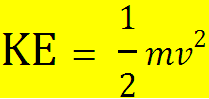 KE = 1/2 mv²